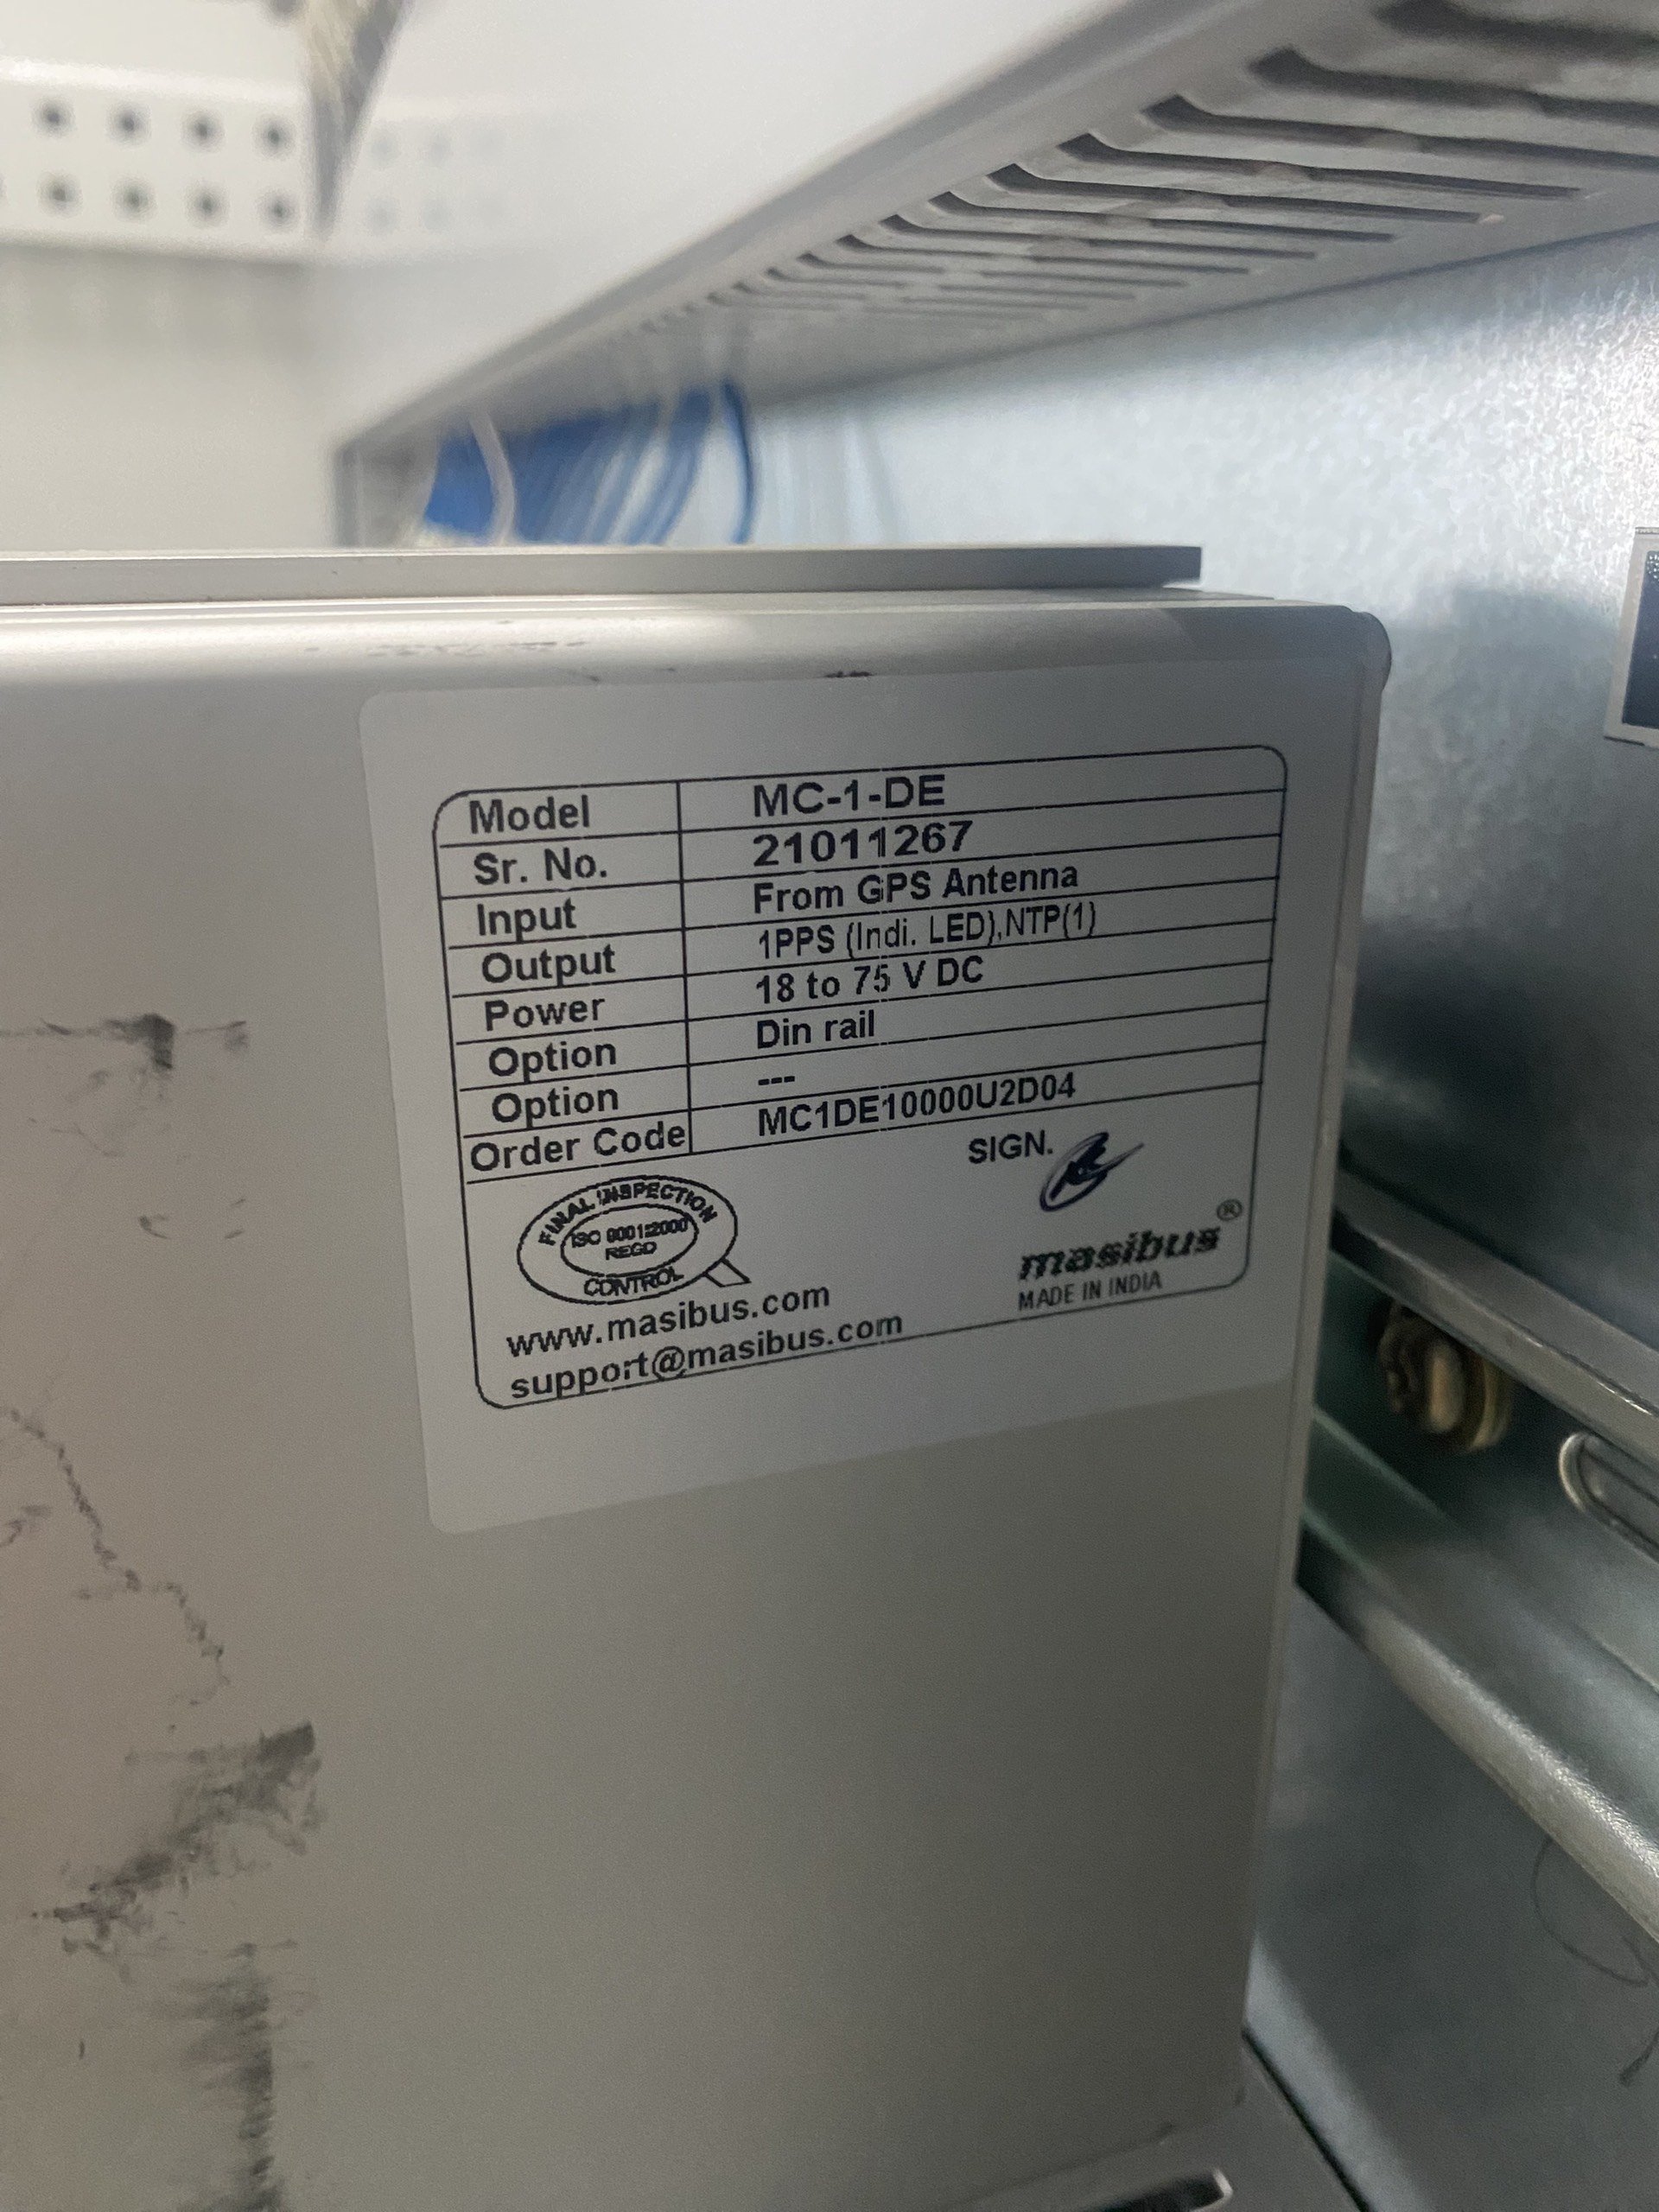 Model MC-1-DE
Sr. No. 21011267
Input From GPS Antenna
Output 1PPS (Indi. LED),NTP(1)
Power 18 to 75 V DC
Option Din rail
Option ---
Order Code MC1DE10000U2D04
SIGN.
FINAL INSPECTION
ISO 9001:2000
REGD
CONTROL
masibus®
MADE IN INDIA
www.masibus.com
support@masibus.com